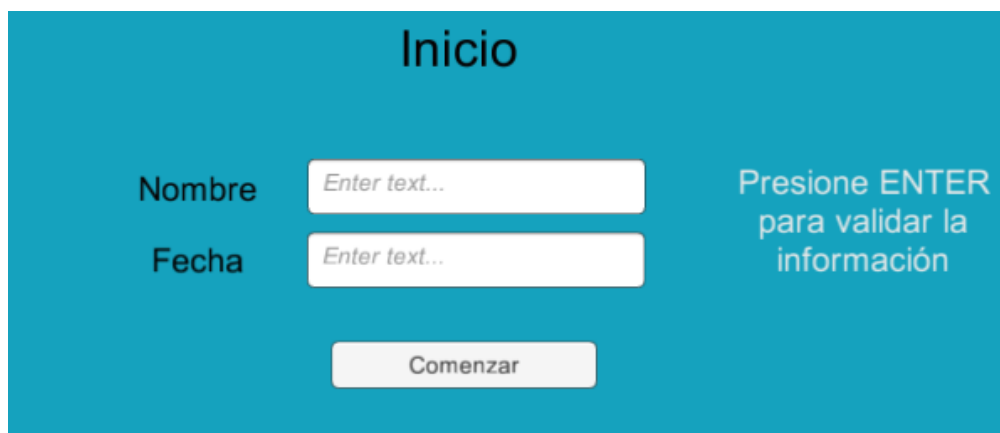 Inicio
Nombre
Enter text...
Fecha
Enter text...
Presione ENTER
para validar la
información
Comenzar